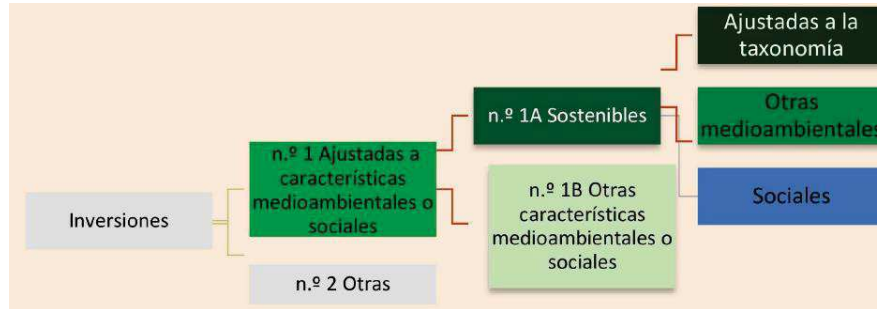 Inversiones
n.º 1 Ajustadas a
características
medioambientales o
sociales
n.º 2 Otras
n.º 1A Sostenibles
n.º 1B Otras
características
medioambientales o
sociales
Ajustadas a la
taxonomía
Otras
medioambientales
Sociales